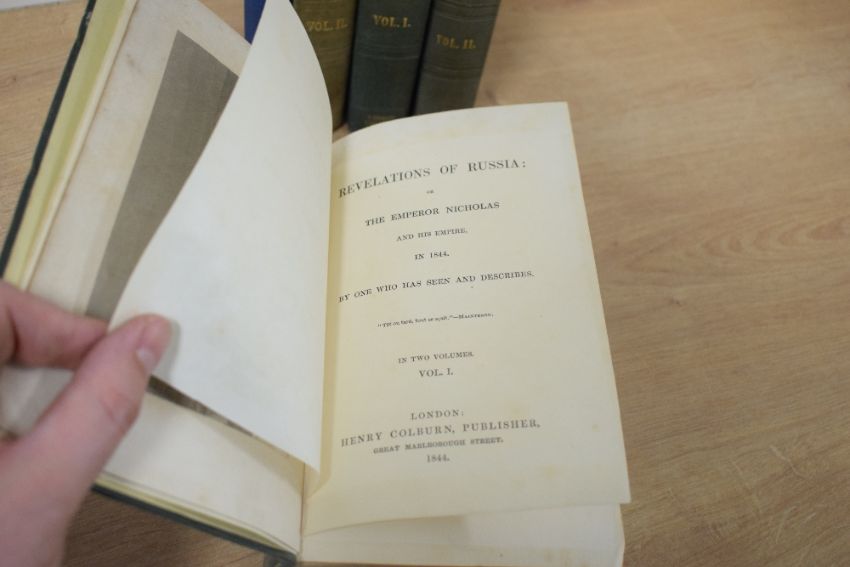 VOL. II.
VOL. I.
VOL. II.
REVELATIONS OF RUSSIA:
OR
THE EMPEROR NICHOLAS
AND HIS EMPIRE,
IN 1844.
BY ONE WHO HAS SEEN AND DESCRIBES.
IN TWO VOLUMES.
VOL. I.
LONDON:
HENRY COLBURN, PUBLISHER,
GREAT MARLBOROUGH STREET.
1844.